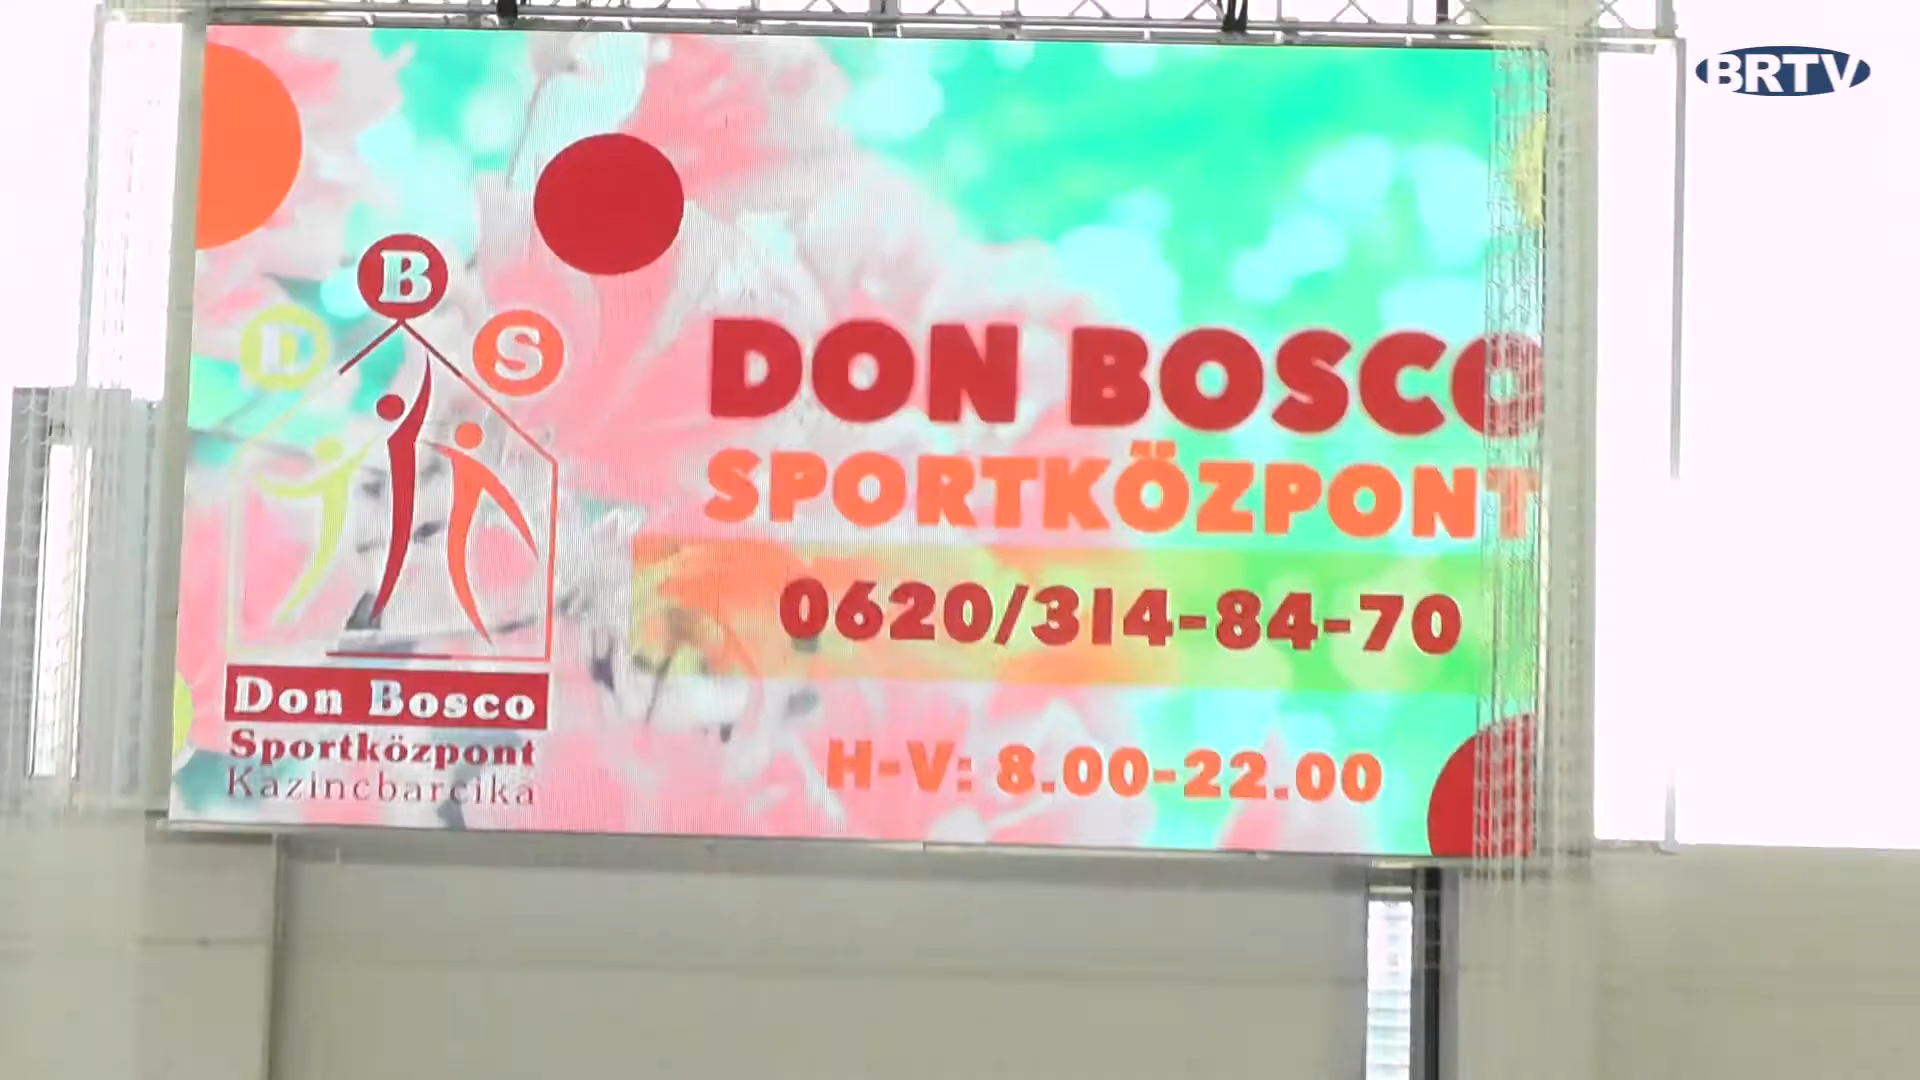 BRTV
B
D
S
DON BOSCO
SPORTKÖZPONT
0620/314-84-70
Don Bosco
Sportközpont
Kazincbarcika
H-V: 8.00-22.00